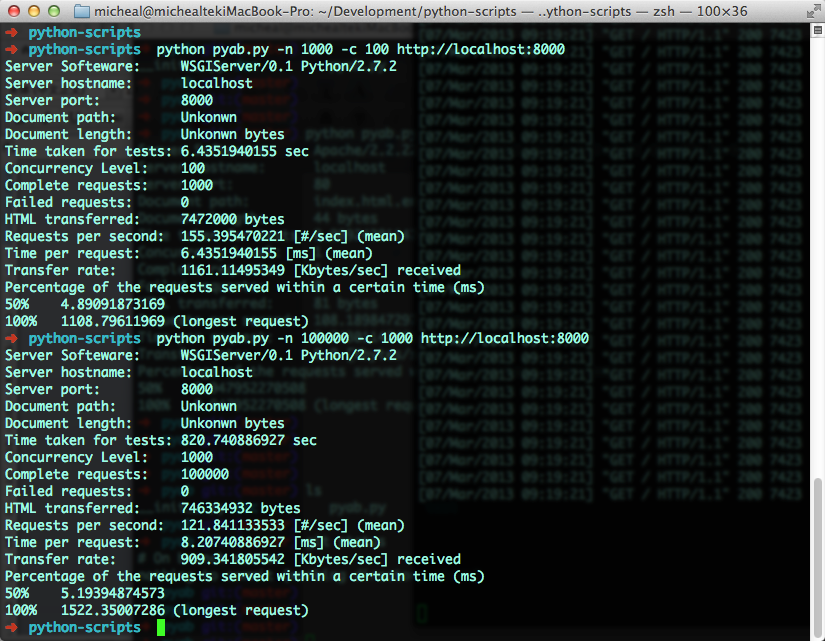 micheal@michealtekiMacBook-Pro: ~/Development/python-scripts — ..ython-scripts — zsh — 100×36
➜ python-scripts
➜ python-scripts python pyab.py -n 1000 -c 100 http://localhost:8000
Server Softeware: WSGIServer/0.1 Python/2.7.2
Server hostname: localhost
Server port: 8000
Document path: Unkonwn
Document length: Unkonwn bytes
Time taken for tests: 6.4351940155 sec
Concurrency Level: 100
Complete requests: 1000
Failed requests: 0
HTML transferred: 7472000 bytes
Requests per second: 155.395470221 [#/sec] (mean)
Time per request: 6.4351940155 [ms] (mean)
Transfer rate: 1161.11495349 [Kbytes/sec] received
Percentage of the requests served within a certain time (ms)
50% 4.89091873169
100% 1108.79611969 (longest request)
➜ python-scripts python pyab.py -n 100000 -c 1000 http://localhost:8000
Server Softeware: WSGIServer/0.1 Python/2.7.2
Server hostname: localhost
Server port: 8000
Document path: Unkonwn
Document length: Unkonwn bytes
Time taken for tests: 820.740886927 sec
Concurrency Level: 1000
Complete requests: 100000
Failed requests: 0
HTML transferred: 746334932 bytes
Requests per second: 121.841133533 [#/sec] (mean)
Time per request: 8.20740886927 [ms] (mean)
Transfer rate: 909.341805542 [Kbytes/sec] received
Percentage of the requests served within a certain time (ms)
50% 5.19394874573
100% 1522.35007286 (longest request)
➜ python-scripts